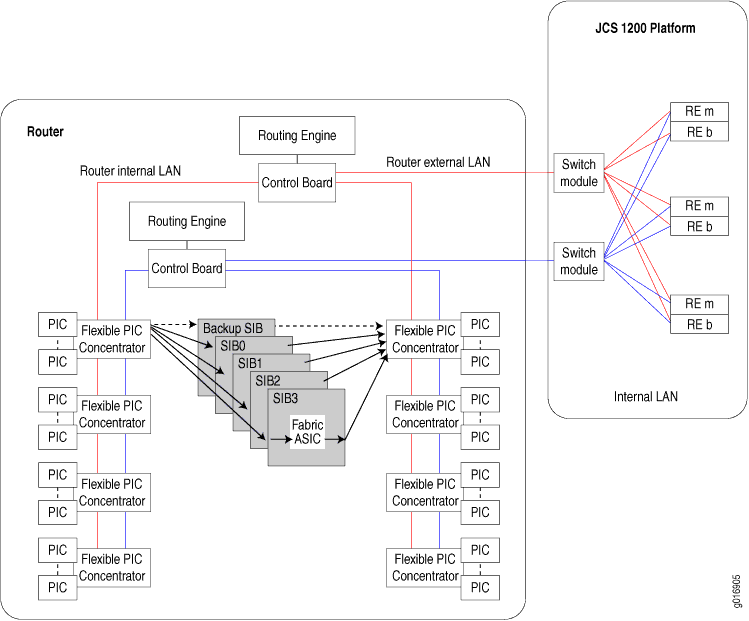 JCS 1200 Platform
Router
Routing Engine
Router internal LAN
Control Board
Router external LAN
Routing Engine
Control Board
Switch
module
Switch
module
RE m
RE b
RE m
RE b
RE m
RE b
Internal LAN
PIC
PIC
Flexible PIC
Concentrator
Backup SIB
SIB0
SIB1
SIB2
SIB3
Fabric
ASIC
Flexible PIC
Concentrator
PIC
PIC
PIC
PIC
Flexible PIC
Concentrator
Flexible PIC
Concentrator
PIC
PIC
PIC
PIC
Flexible PIC
Concentrator
Flexible PIC
Concentrator
PIC
PIC
PIC
PIC
Flexible PIC
Concentrator
Flexible PIC
Concentrator
PIC
PIC
g016905